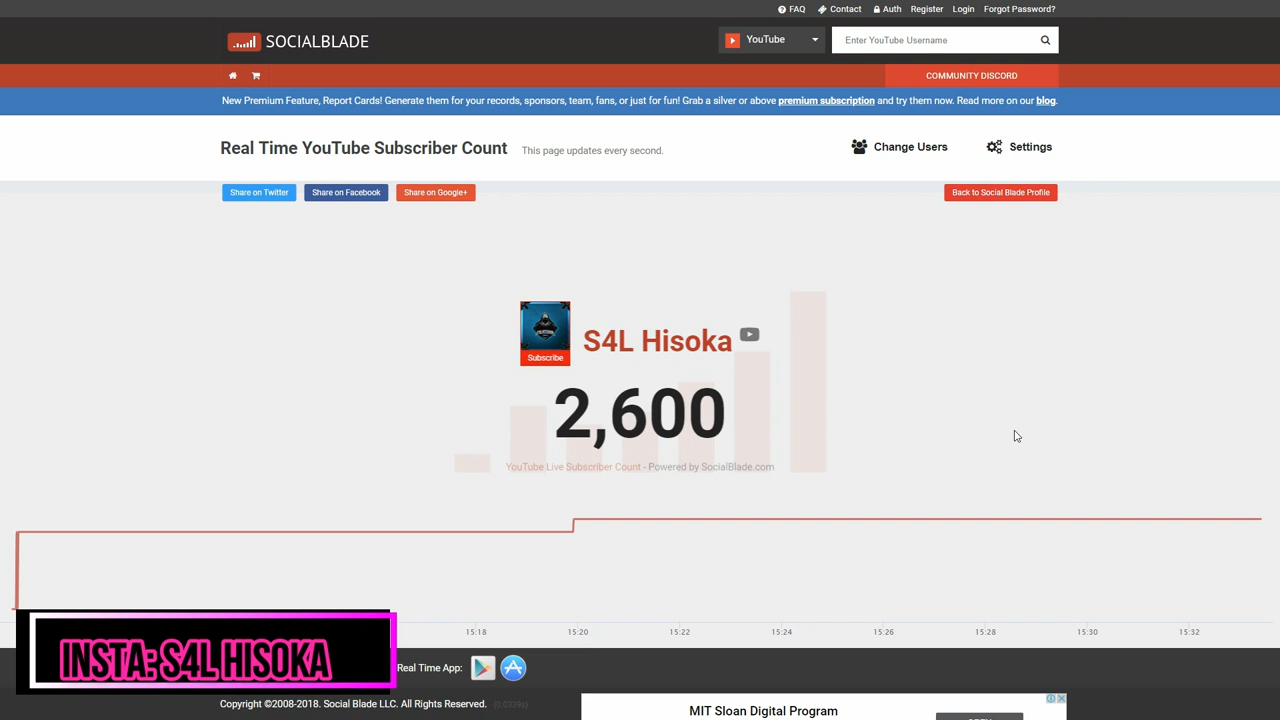 FAQ Contact Auth Register Login Forgot Password?
SOCIALBLADE YouTube Enter YouTube Username
COMMUNITY DISCORD
New Premium Feature, Report Cards! Generate them for your records, sponsors, team, fans, or just for fun! Grab a silver or above premium subscription and try them now. Read more on our blog.
Real Time YouTube Subscriber Count This page updates every second. Change Users Settings
Share on Twitter Share on Facebook Share on Google+ Back to Social Blade Profile
S4L Hisoka
Subscribe
2,600
YouTube Live Subscriber Count - Powered by SocialBlade.com
15:18 15:20 15:22 15:24 15:26 15:28 15:30 15:32
INSTA: S4L HISOKA
Real Time App:
Copyright ©2008-2018. Social Blade LLC. All Rights Reserved.
MIT Sloan Digital Program